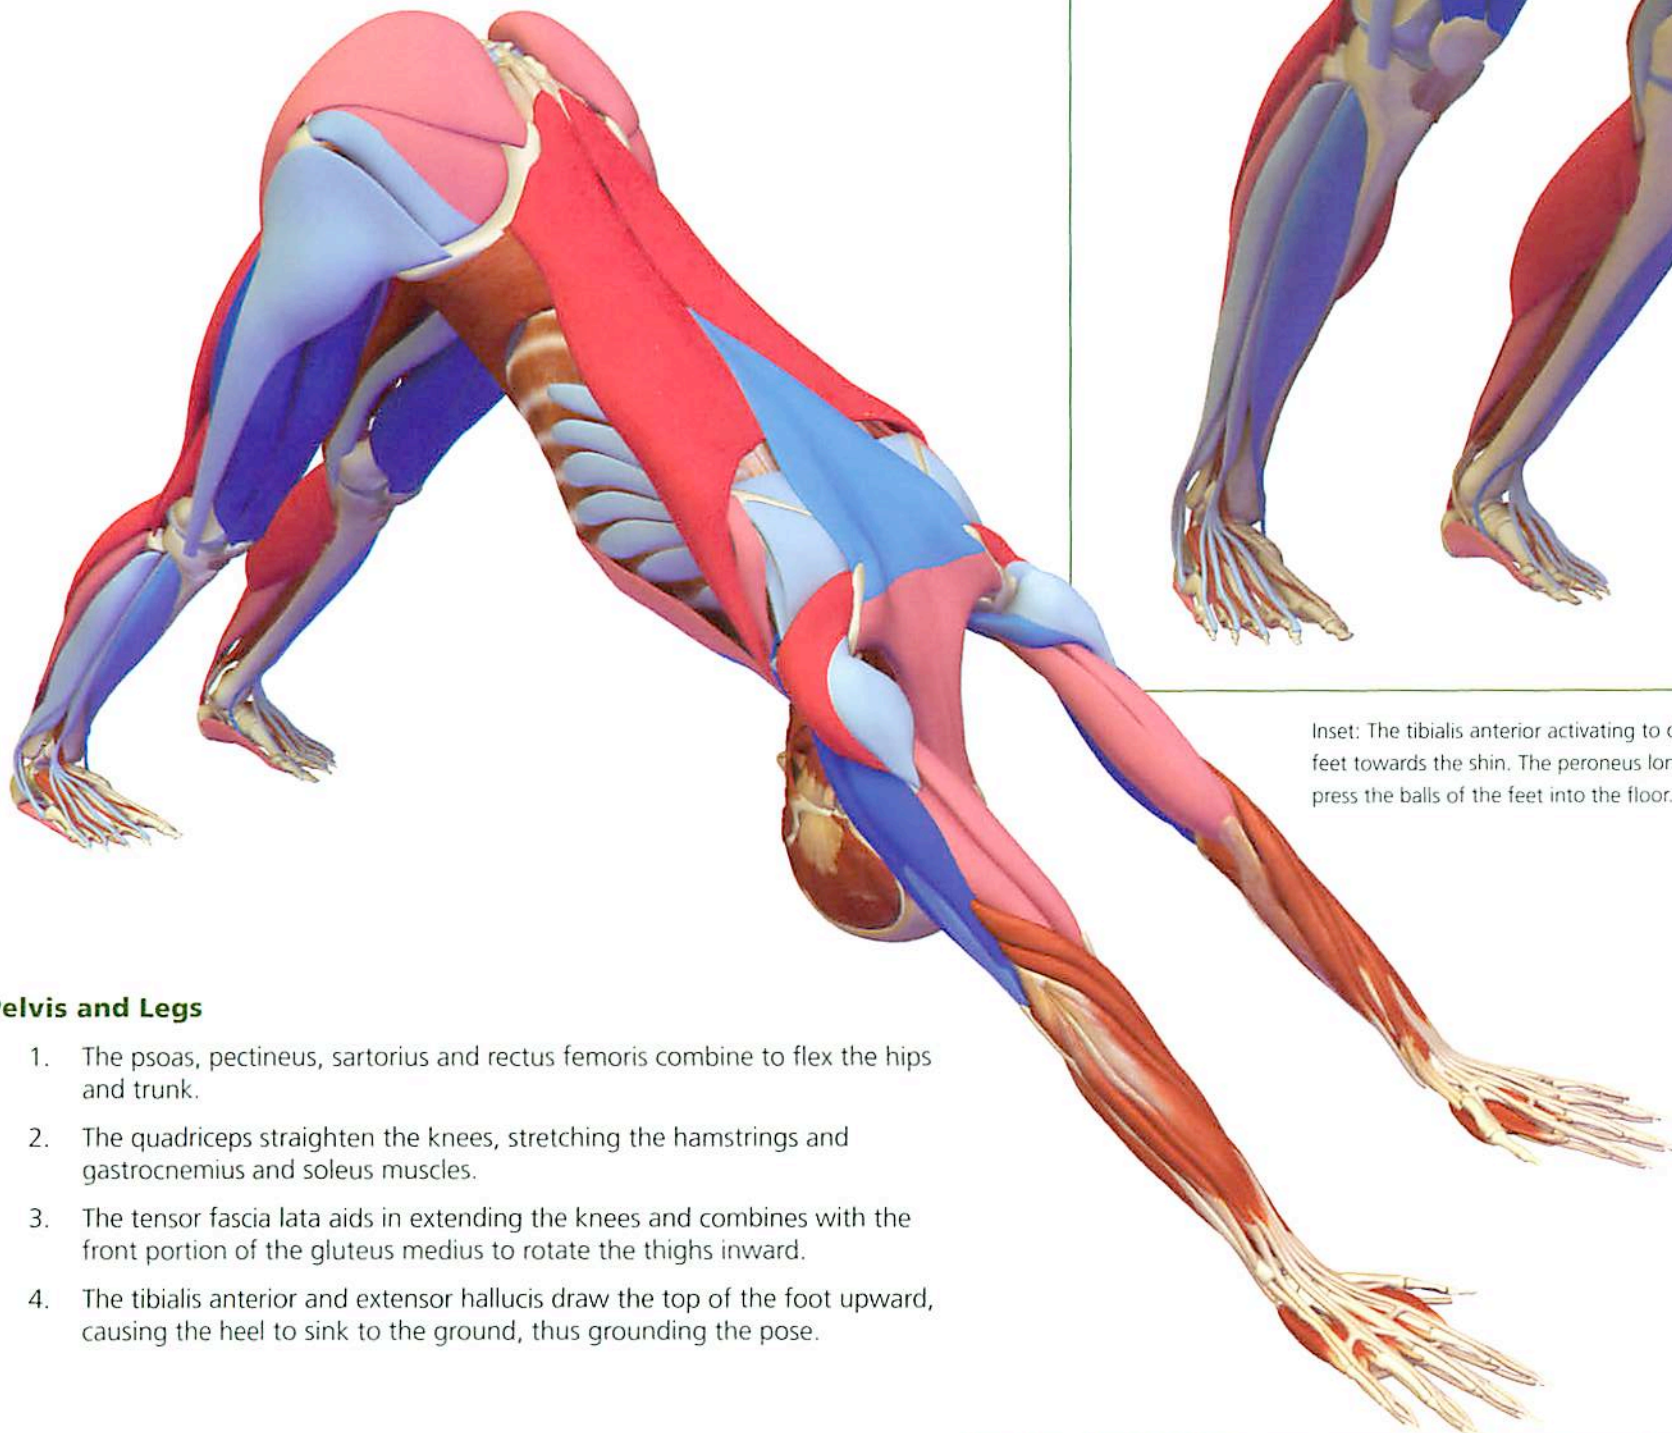 Inset: The tibialis anterior activating to
feet towards the shin. The peroneus
press the balls of the feet into the floor.
elvis and Legs
1. The psoas, pectineus, sartorius and rectus femoris combine to flex the hips
and trunk.
2. The quadriceps straighten the knees, stretching the hamstrings and
gastrocnemius and soleus muscles.
3. The tensor fascia lata aids in extending the knees and combines with the
front portion of the gluteus medius to rotate the thighs inward.
4. The tibialis anterior and extensor hallucis draw the top of the foot upward,
causing the heel to sink to the ground, thus grounding the pose.